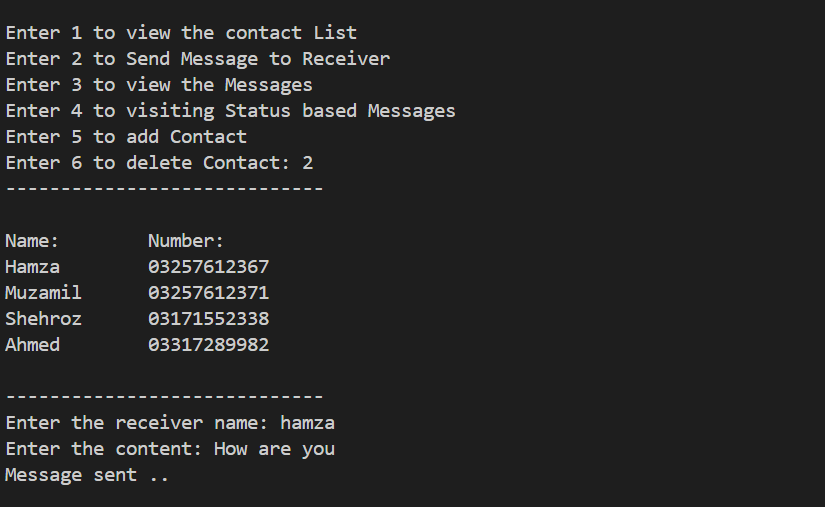 Enter 1 to view the contact List
Enter 2 to Send Message to Receiver
Enter 3 to view the Messages
Enter 4 to visiting Status based Messages
Enter 5 to add Contact
Enter 6 to delete Contact: 2
-----------------------------
Name:        Number:
Hamza        03257612367
Muzamil      03257612371
Shehroz      03171552338
Ahmed        03317289982
-----------------------------
Enter the receiver name: hamza
Enter the content: How are you
Message sent ..